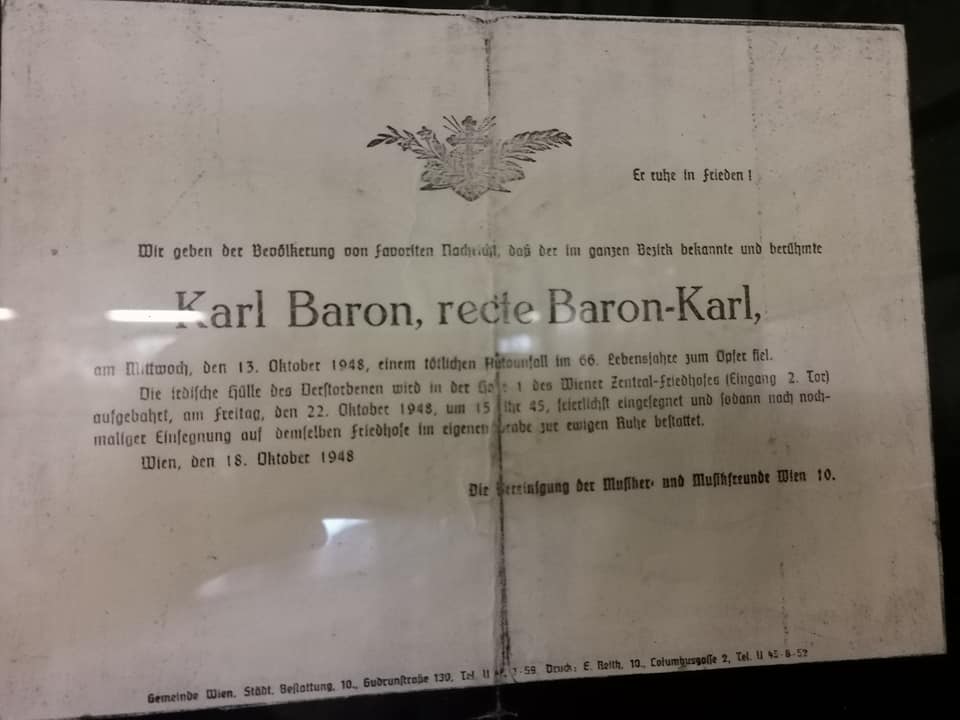 Er ruhe in Frieden!
Wir geben der Bevölkerung von Favoriten Nachricht, daß der im ganzen Bezirk bekannte und berühmte
Karl Baron, recte Baron-Karl,
am Mittwoch, den 13. Oktober 1948, einem tötlichen Autounfall im 66. Lebensjahre zum Opfer fiel.
Die irdische Hülle des Verstorbenen wird in der Halle 1 des Wiener Zentral-Friedhofes (Eingang 2. Tor)
aufgebahrt, am Freitag, den 22. Oktober 1948, um 15 Uhr 45, feierlichst eingesegnet und sodann nach noch-
maliger Einsegnung auf demselben Friedhofe im eigenen Grabe zur ewigen Ruhe bestattet.
Wien, den 18. Oktober 1948
Die Vereinigung der Musiker- und Musikfreunde Wien 10.
Gemeinde Wien, Städt. Bestattung, 10., Gudrunstraße 130, Tel. U Druck: E. Reith, 10., Columbusgasse 2, Tel. U 45-8-52